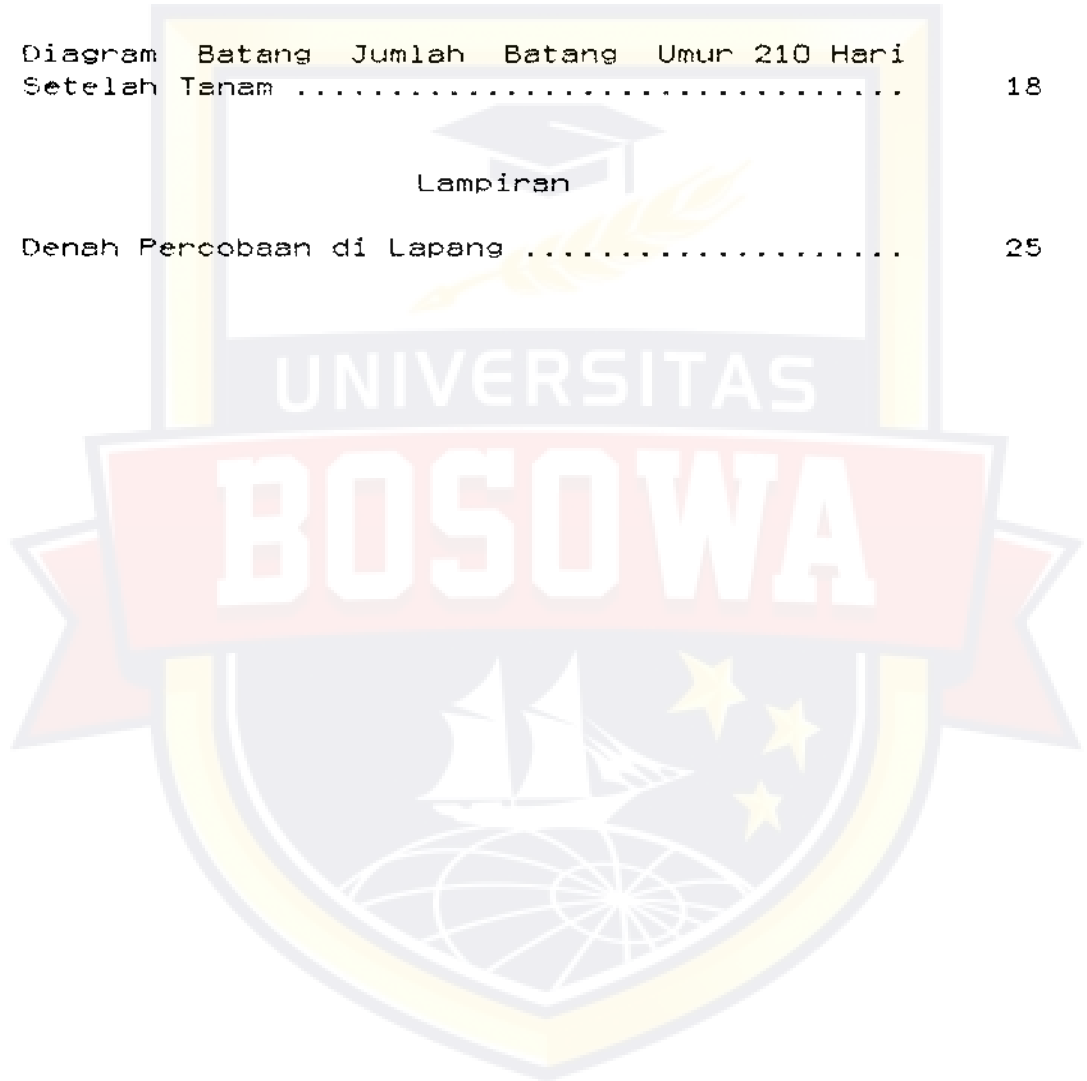 Diagram Batang Jumlah Batang Umur 210 Hari
Setelah Tanam ................................ 18
Lampiran
Denah Percobaan di Lapang .................... 25
UNIVERSITAS
BOSOWA